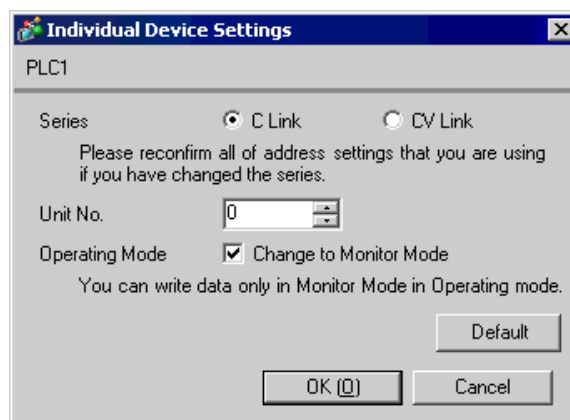 Individual Device Settings
PLC1
Series C Link CV Link
Please reconfirm all of address settings that you are using
if you have changed the series.
Unit No. 0
Operating Mode Change to Monitor Mode
You can write data only in Monitor Mode in Operating mode.
Default
OK (O) Cancel